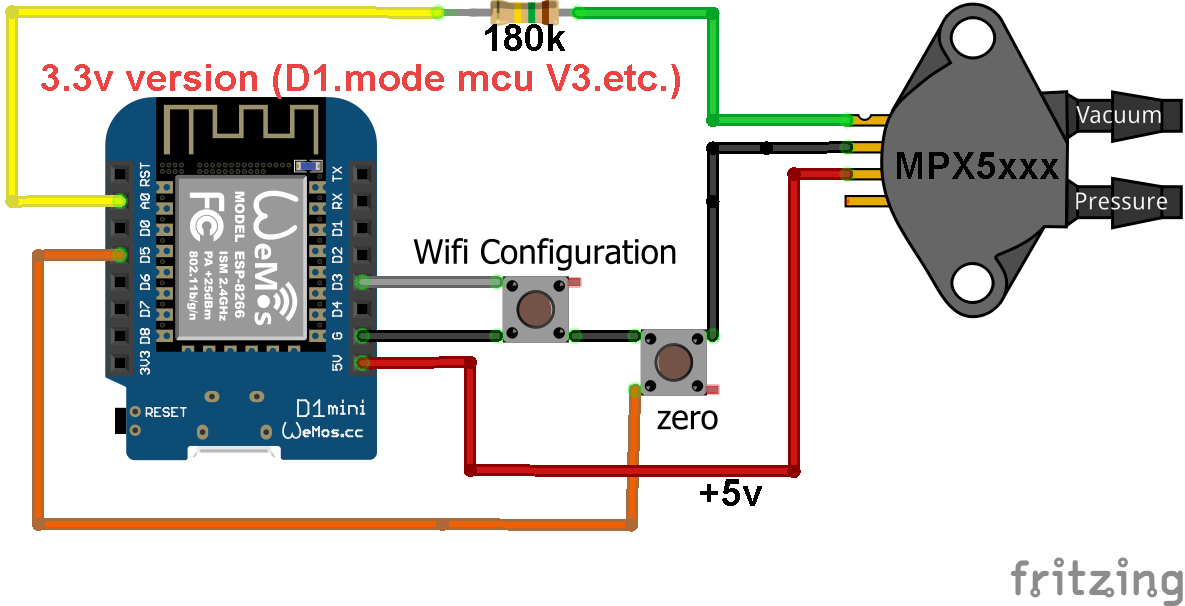 180k
3.3v version (D1.mode mcu V3.etc.)
Vacuum
MPX5xxx
Pressure
RST
A0
D0
D5
D6
D7
D8
3V3
TX
RX
D1
D2
D3
D4
G
5V
WeMos
MODEL ESP-8266
ISM 2.4GHz
PA +25dBm
802.11b/g/n
FC
Wifi Configuration
RESET
D1mini
WeMos.cc
zero
+5v
fritzing